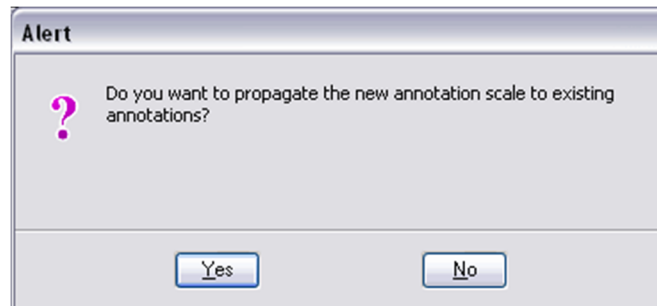 Alert
Do you want to propagate the new annotation scale to existing
annotations?
Yes
No